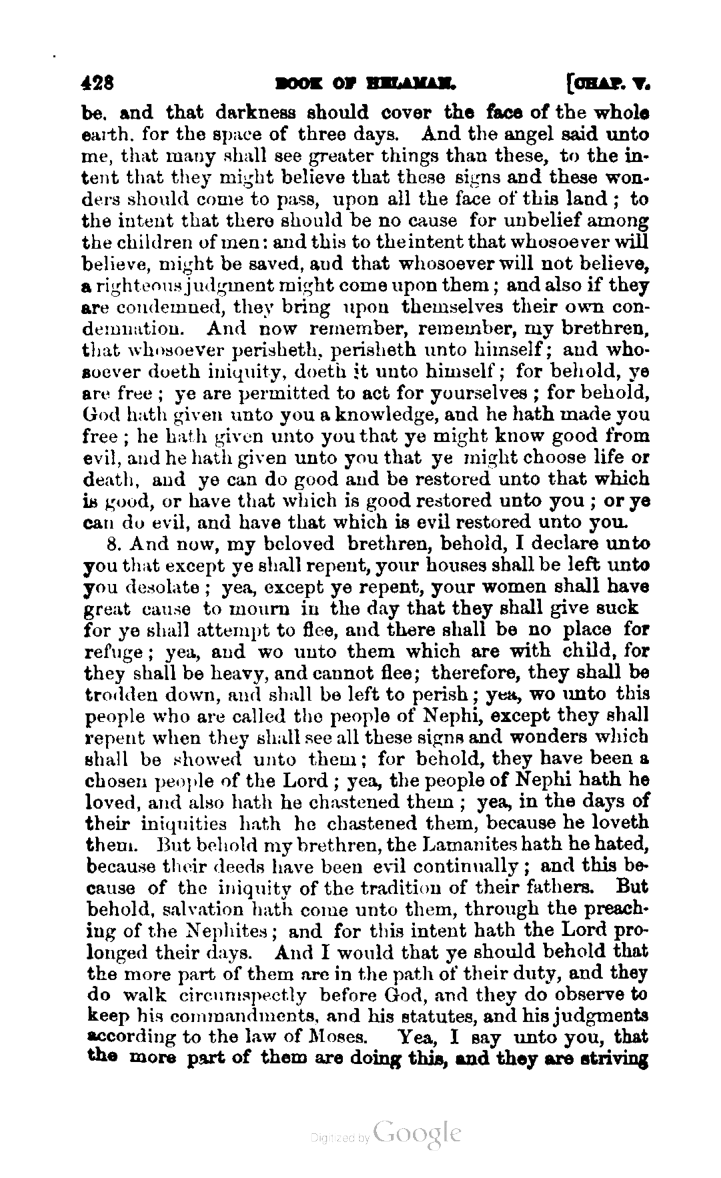 428 BOOK OF HELAMAN. [CHAP. V.
be, and that darkness should cover the face of the whole
earth, for the space of three days. And the angel said unto
me, that many shall see greater things than these, to the in-
tent that they might believe that these signs and these won-
ders should come to pass, upon all the face of this land; to
the intent that there should be no cause for unbelief among
the children of men: and this to the intent that whosoever will
believe, might be saved, and that whosoever will not believe,
a righteous judgment might come upon them; and also if they
are condemned, they bring upon themselves their own con-
demnation. And now remember, remember, my brethren,
that whosoever perisheth, perisheth unto himself; and who-
soever doeth iniquity, doeth it unto himself; for behold, ye
are free; ye are permitted to act for yourselves; for behold,
God hath given unto you a knowledge, and he hath made you
free; he hath given unto you that ye might know good from
evil, and he hath given unto you that ye might choose life or
death, and ye can do good and be restored unto that which
is good, or have that which is good restored unto you; or ye
can do evil, and have that which is evil restored unto you.
8. And now, my beloved brethren, behold, I declare unto
you that except ye shall repent, your houses shall be left unto
you desolate; yea, except ye repent, your women shall have
great cause to mourn in the day that they shall give suck
for ye shall attempt to flee, and there shall be no place for
refuge; yea, and wo unto them which are with child, for
they shall be heavy, and cannot flee; therefore, they shall be
trodden down, and shall be left to perish; yea, wo unto this
people who are called the people of Nephi, except they shall
repent when they shall see all these signs and wonders which
shall be showed unto them; for behold, they have been a
chosen people of the Lord; yea, the people of Nephi hath he
loved, and also hath he chastened them; yea, in the days of
their iniquities hath he chastened them, because he loveth
them. But behold my brethren, the Lamanites hath he hated,
because their deeds have been evil continually; and this be-
cause of the iniquity of the tradition of their fathers. But
behold, salvation hath come unto them, through the preach-
ing of the Nephites; and for this intent hath the Lord pro-
longed their days. And I would that ye should behold that
the more part of them are in the path of their duty, and they
do walk circumspectly before God, and they do observe to
keep his commandments, and his statutes, and his judgments
according to the law of Moses. Yea, I say unto you, that
the more part of them are doing this, and they are striving
Digitized by Google